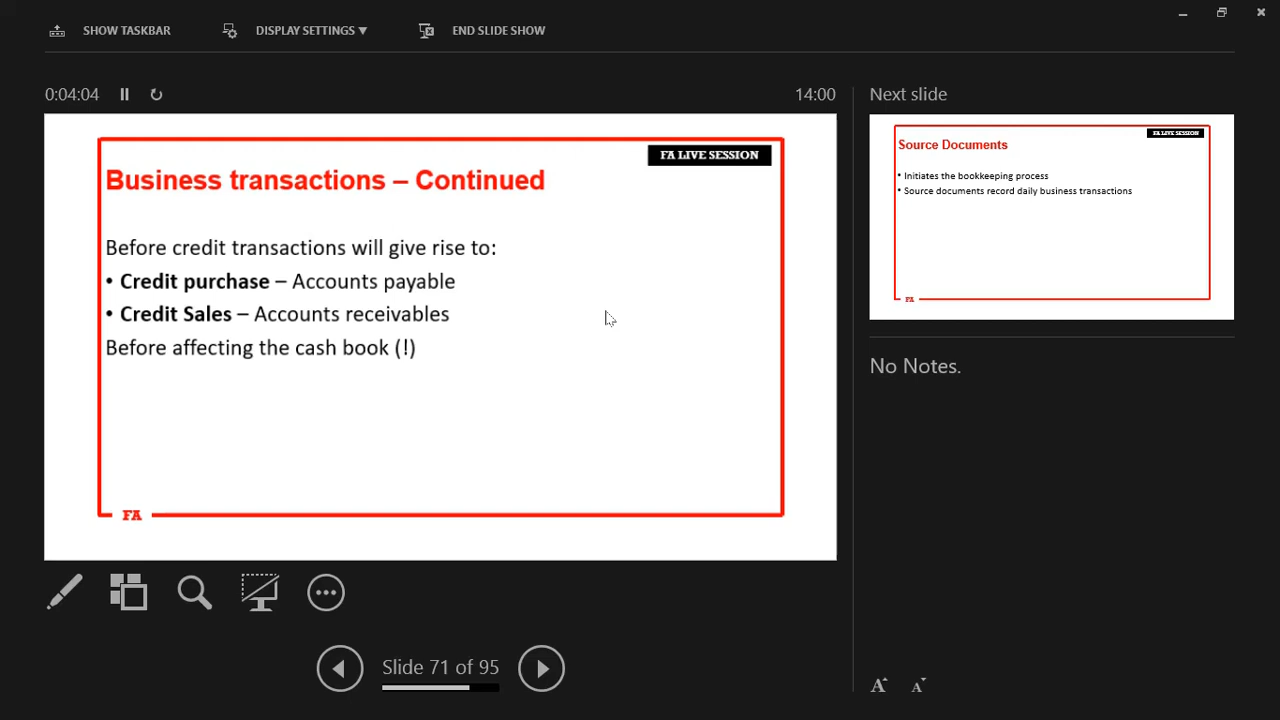 SHOW TASKBAR
DISPLAY SETTINGS ▼
END SLIDE SHOW
0:04:04
14:00
FA LIVE SESSION
Business transactions – Continued
Before credit transactions will give rise to:
• Credit purchase – Accounts payable
• Credit Sales – Accounts receivables
Before affecting the cash book (!)
FA
Slide 71 of 95
Next slide
FA LIVE SESSION
Source Documents
• Initiates the bookkeeping process
• Source documents record daily business transactions
FA
No Notes.
A A